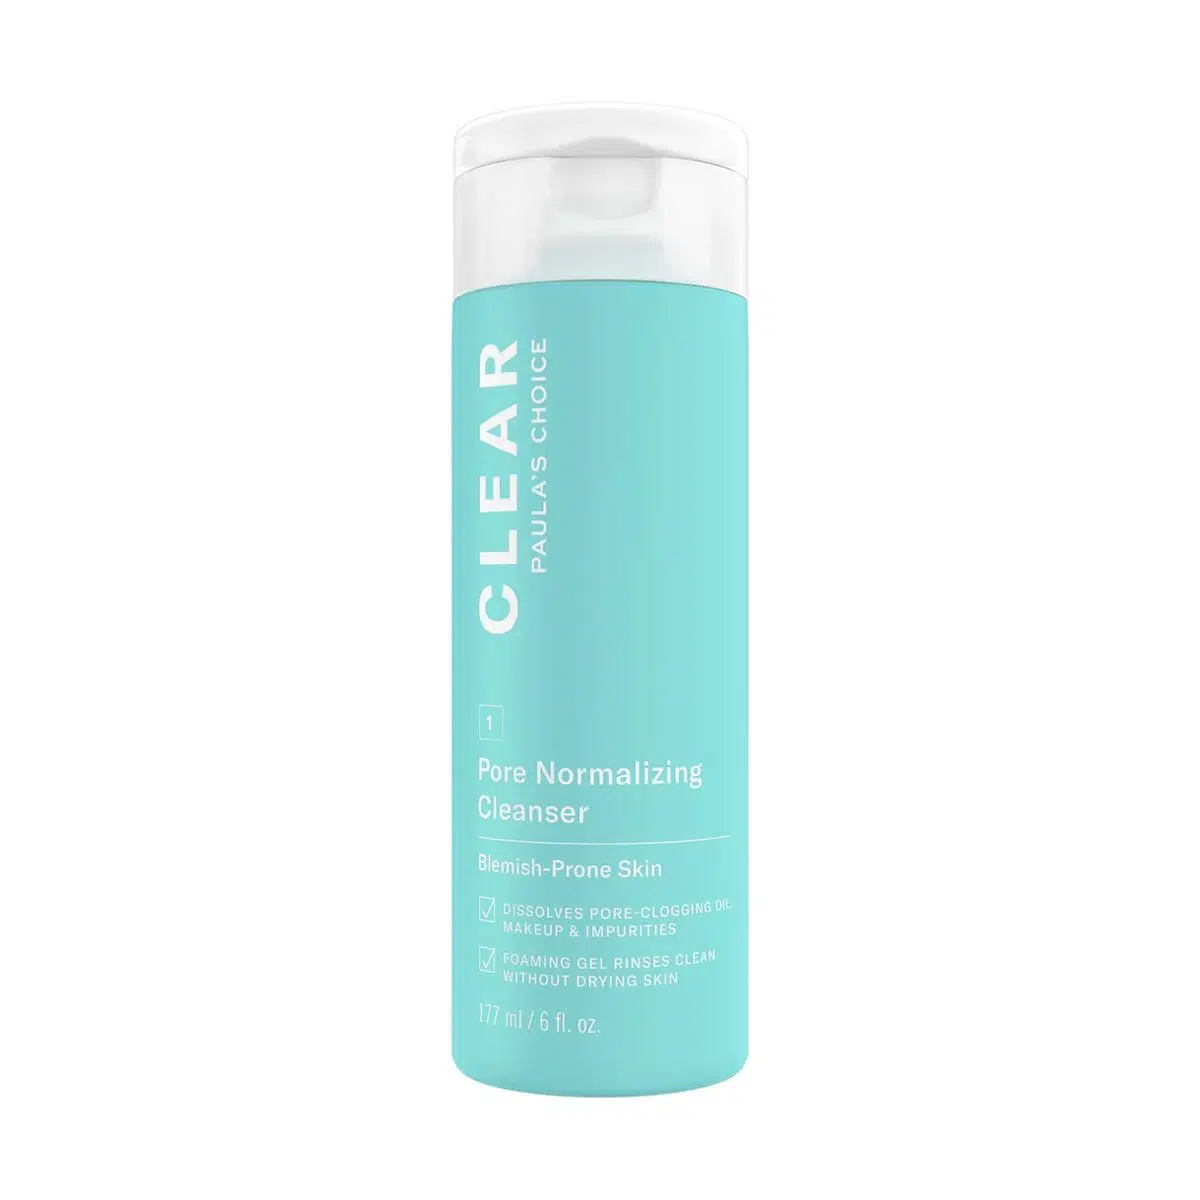 CLEAR
PAULA'S CHOICE
1
Pore Normalizing
Cleanser
Blemish-Prone Skin
DISSOLVES PORE-CLOGGING OIL,
MAKEUP & IMPURITIES
FOAMING GEL RINSES CLEAN
WITHOUT DRYING SKIN
177 ml / 6 fl. oz.